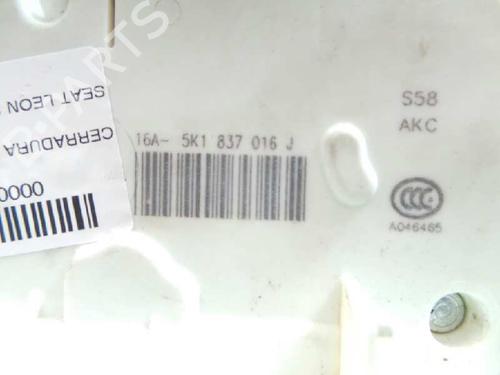 16A- 5K1 837 016 J
S58
AKC
CCC
A046465
SEAT LEON
CERRADURA
0000